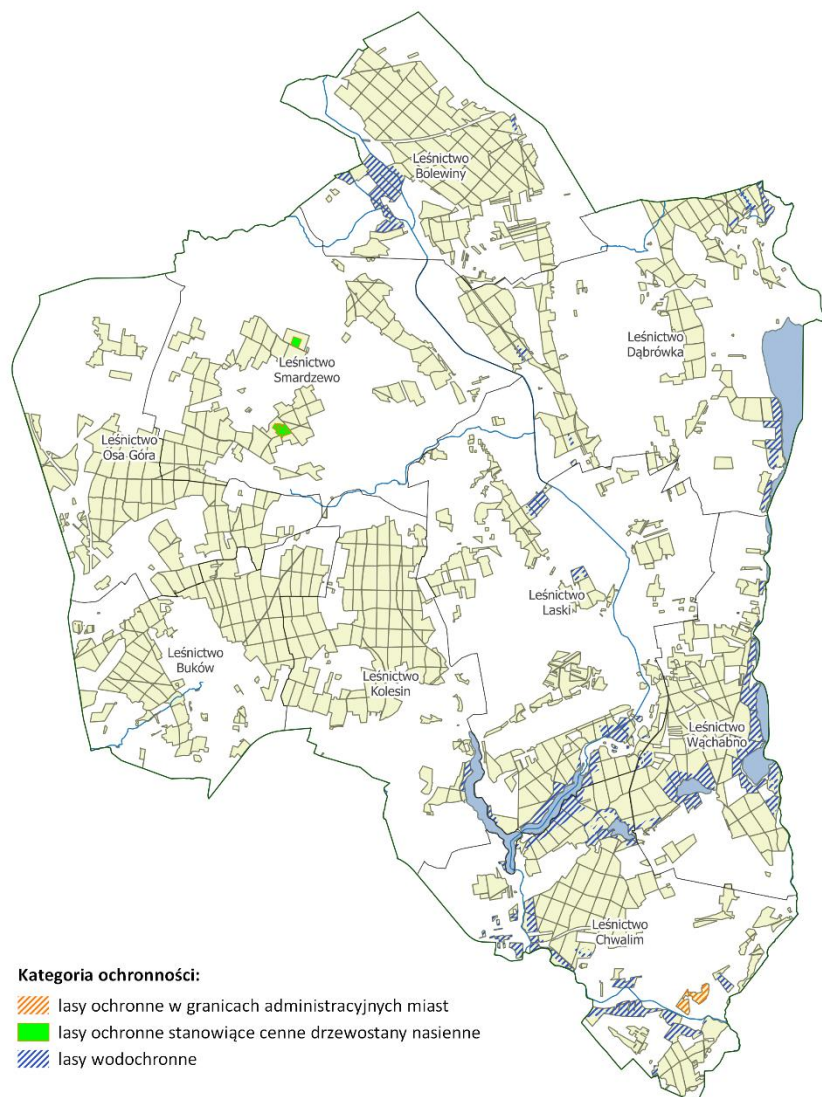 Leśnictwo
Bolewiny
Leśnictwo
Dąbrówka
Leśnictwo
Smardzewo
Leśnictwo
Osa Góra
Leśnictwo
Laski
Leśnictwo
Buków
Leśnictwo
Kolesin
Leśnictwo
Wąchabno
Leśnictwo
Chwalim
Kategoria ochronności:
lasy ochronne w granicach administracyjnych miast
lasy ochronne stanowiące cenne drzewostany nasienne
lasy wodochronne